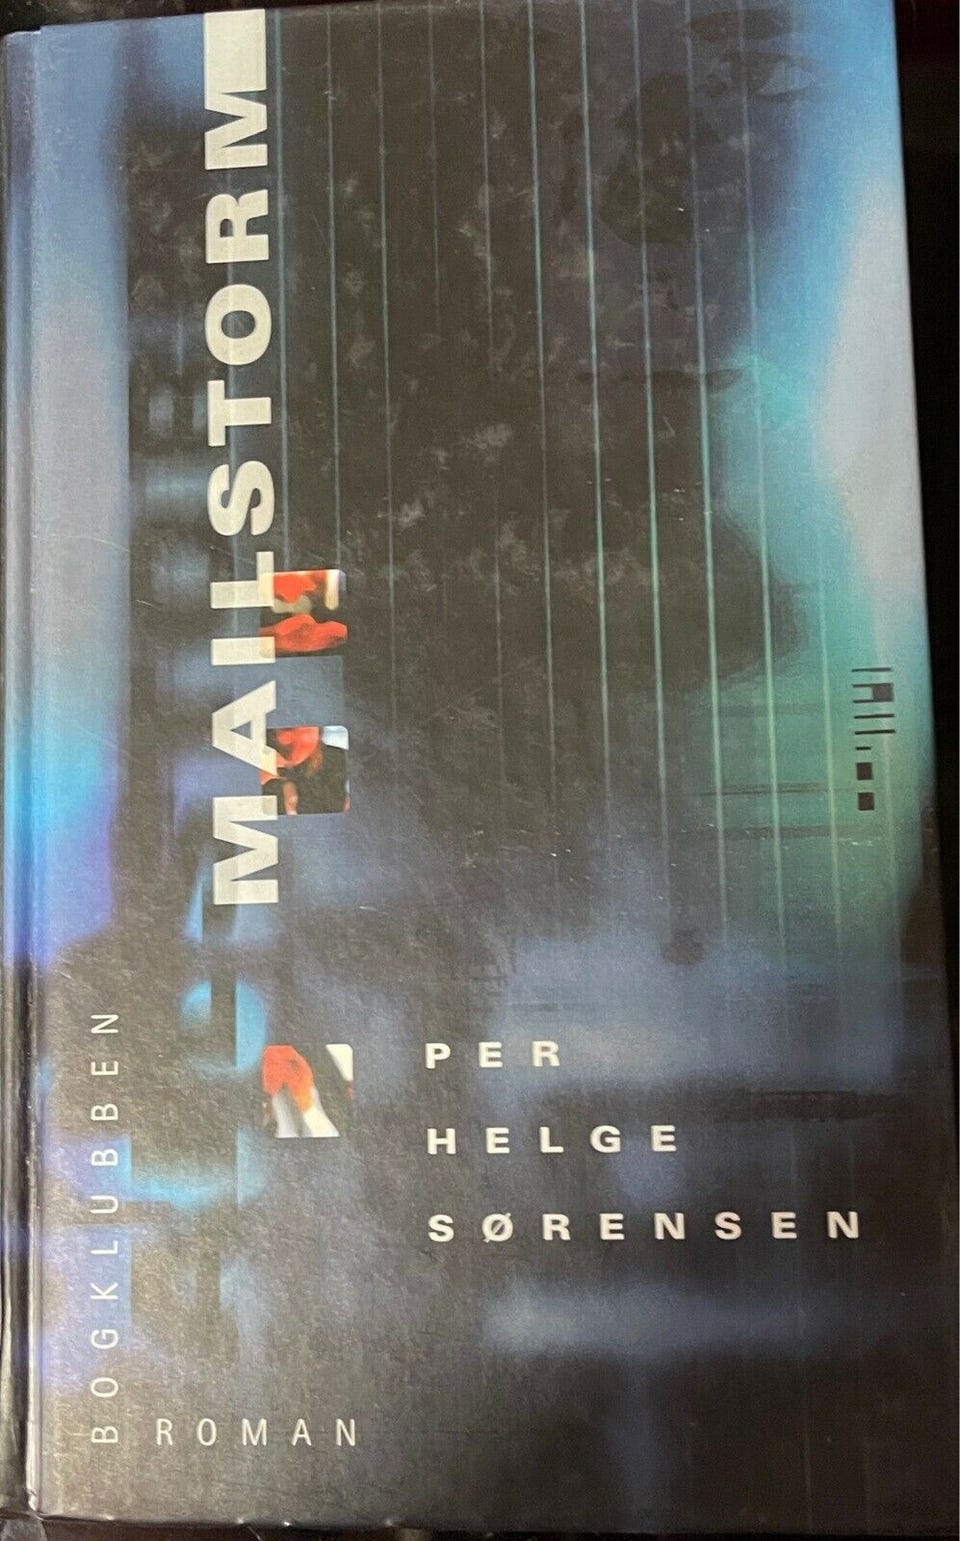 MAILSTORM
PER
HELGE
SØRENSEN
BOGKLUBBEN
ROMAN